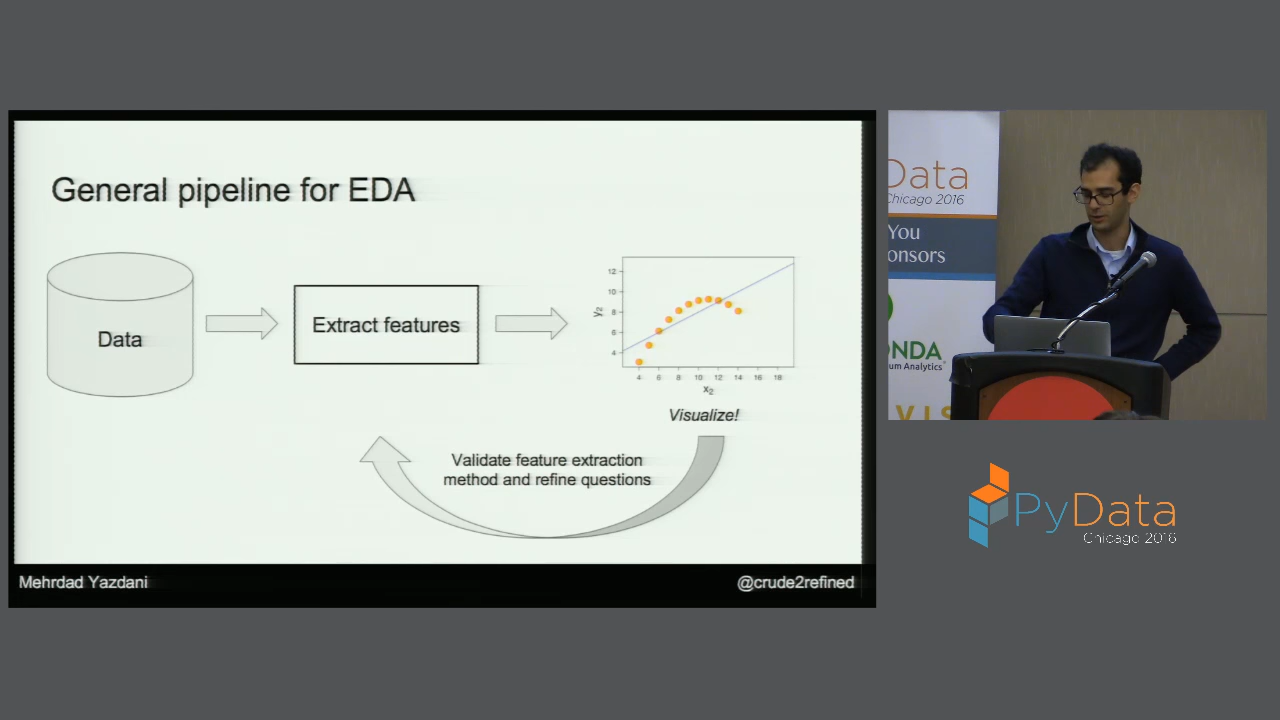 General pipeline for EDA
Data
Extract features
12
10
8
6
4
y2
4 6 8 10 12 14 16 18
x2
Visualize!
Validate feature extraction
method and refine questions
Mehrdad Yazdani
@crude2refined
Data
Chicago 2016
You
onsors
NDA
um Analytics
VIS
PyData
Chicago 2016